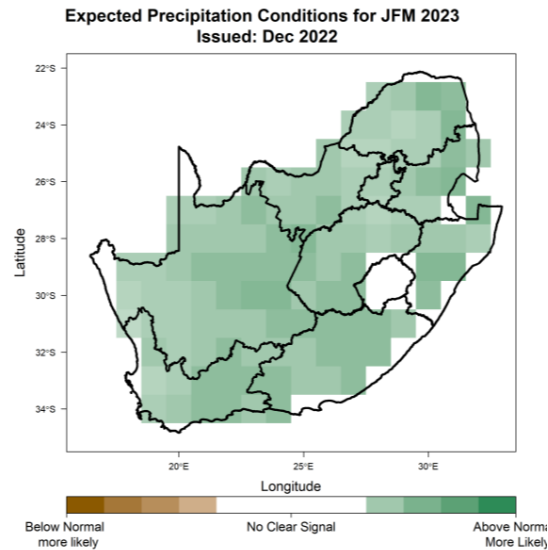 Expected Precipitation Conditions for JFM 2023
Issued: Dec 2022
22°S
24°S
26°S
28°S
30°S
32°S
34°S
Latitude
20°E
25°E
30°E
Longitude
Below Normal
more likely
No Clear Signal
Above Norma
More Likely